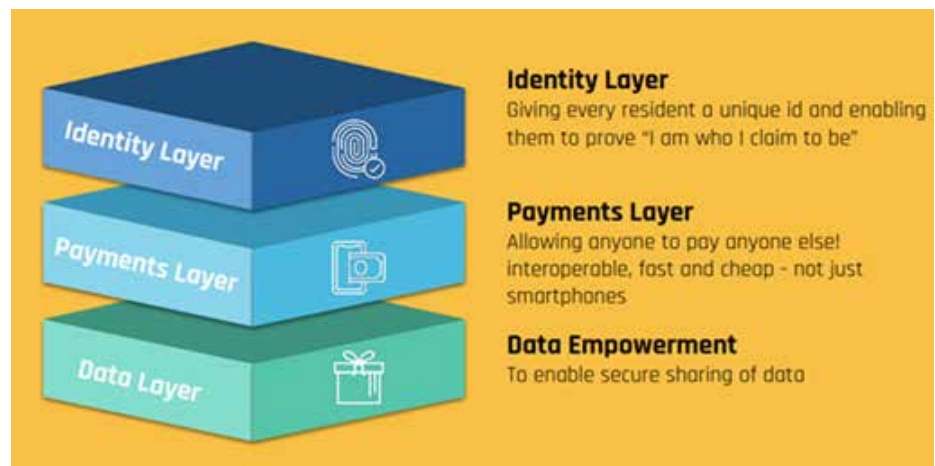 Identity Layer
Payments Layer
Data Layer
Identity Layer
Giving every resident a unique id and enabling
them to prove “I am who I claim to be”
Payments Layer
Allowing anyone to pay anyone else!
interoperable, fast and cheap - not just
smartphones
Data Empowerment
To enable secure sharing of data